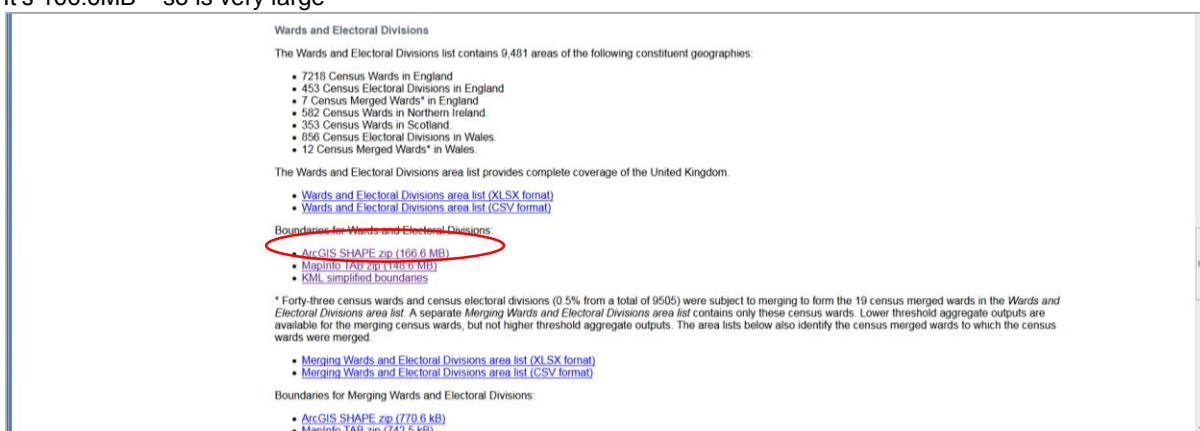 It's 166.6MB – so is very large
Wards and Electoral Divisions
The Wards and Electoral Divisions list contains 9,481 areas of the following constituent geographies:
• 7218 Census Wards in England
• 453 Census Electoral Divisions in England
• 7 Census Merged Wards* in England
• 582 Census Wards in Northern Ireland.
• 353 Census Wards in Scotland.
• 856 Census Electoral Divisions in Wales.
• 12 Census Merged Wards* in Wales.
The Wards and Electoral Divisions area list provides complete coverage of the United Kingdom.
• Wards and Electoral Divisions area list (XLSX fornat)
• Wards and Electoral Divisions area list (CSV format)
Boundaries for Wards and Electoral Divisions:
• ArcGIS SHAPE zip (166.6 MB)
• MapInfo TAB zip (148.6 MB)
• KML simplified boundaries
* Forty-three census wards and census electoral divisions (0.5% from a total of 9505) were subject to merging to form the 19 census merged wards in the Wards and
Electoral Divisions area list. A separate Merging Wards and Electoral Divisions area list contains only these census wards. Lower threshold aggregate outputs are
available for the merging census wards, but not higher threshold aggregate outputs. The area lists below also identify the census merged wards to which the census
wards were merged.
• Merging Wards and Electoral Divisions area list (XLSX fornat)
• Merging Wards and Electoral Divisions area list (CSV format)
Boundaries for Merging Wards and Electoral Divisions:
• ArcGIS SHAPE zip (770.6 kB)
• MapInfo TAB zip (742.5 kB)